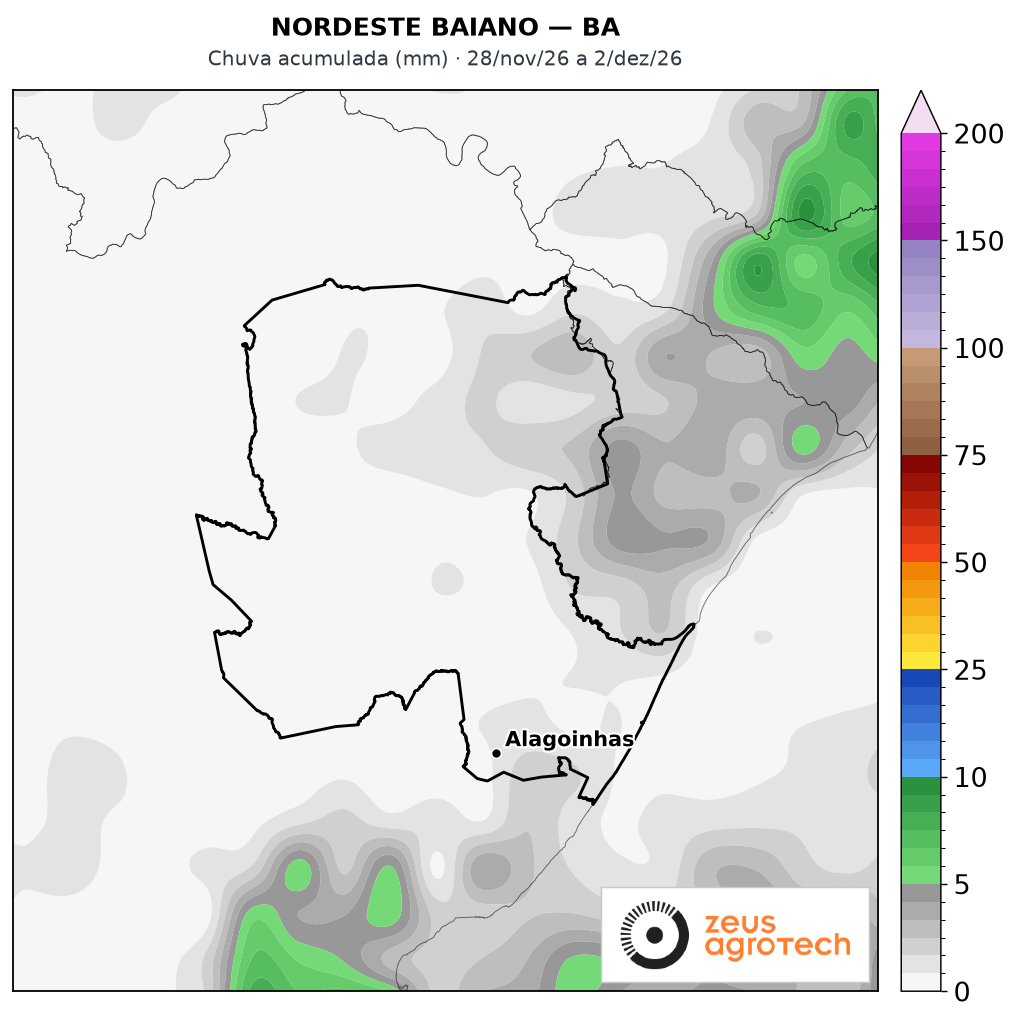 NORDESTE BAIANO — BA
Chuva acumulada (mm) · 28/nov/26 a 2/dez/26
200
150
100
75
50
25
10
5
0
Alagoinhas
zeus
agrotech